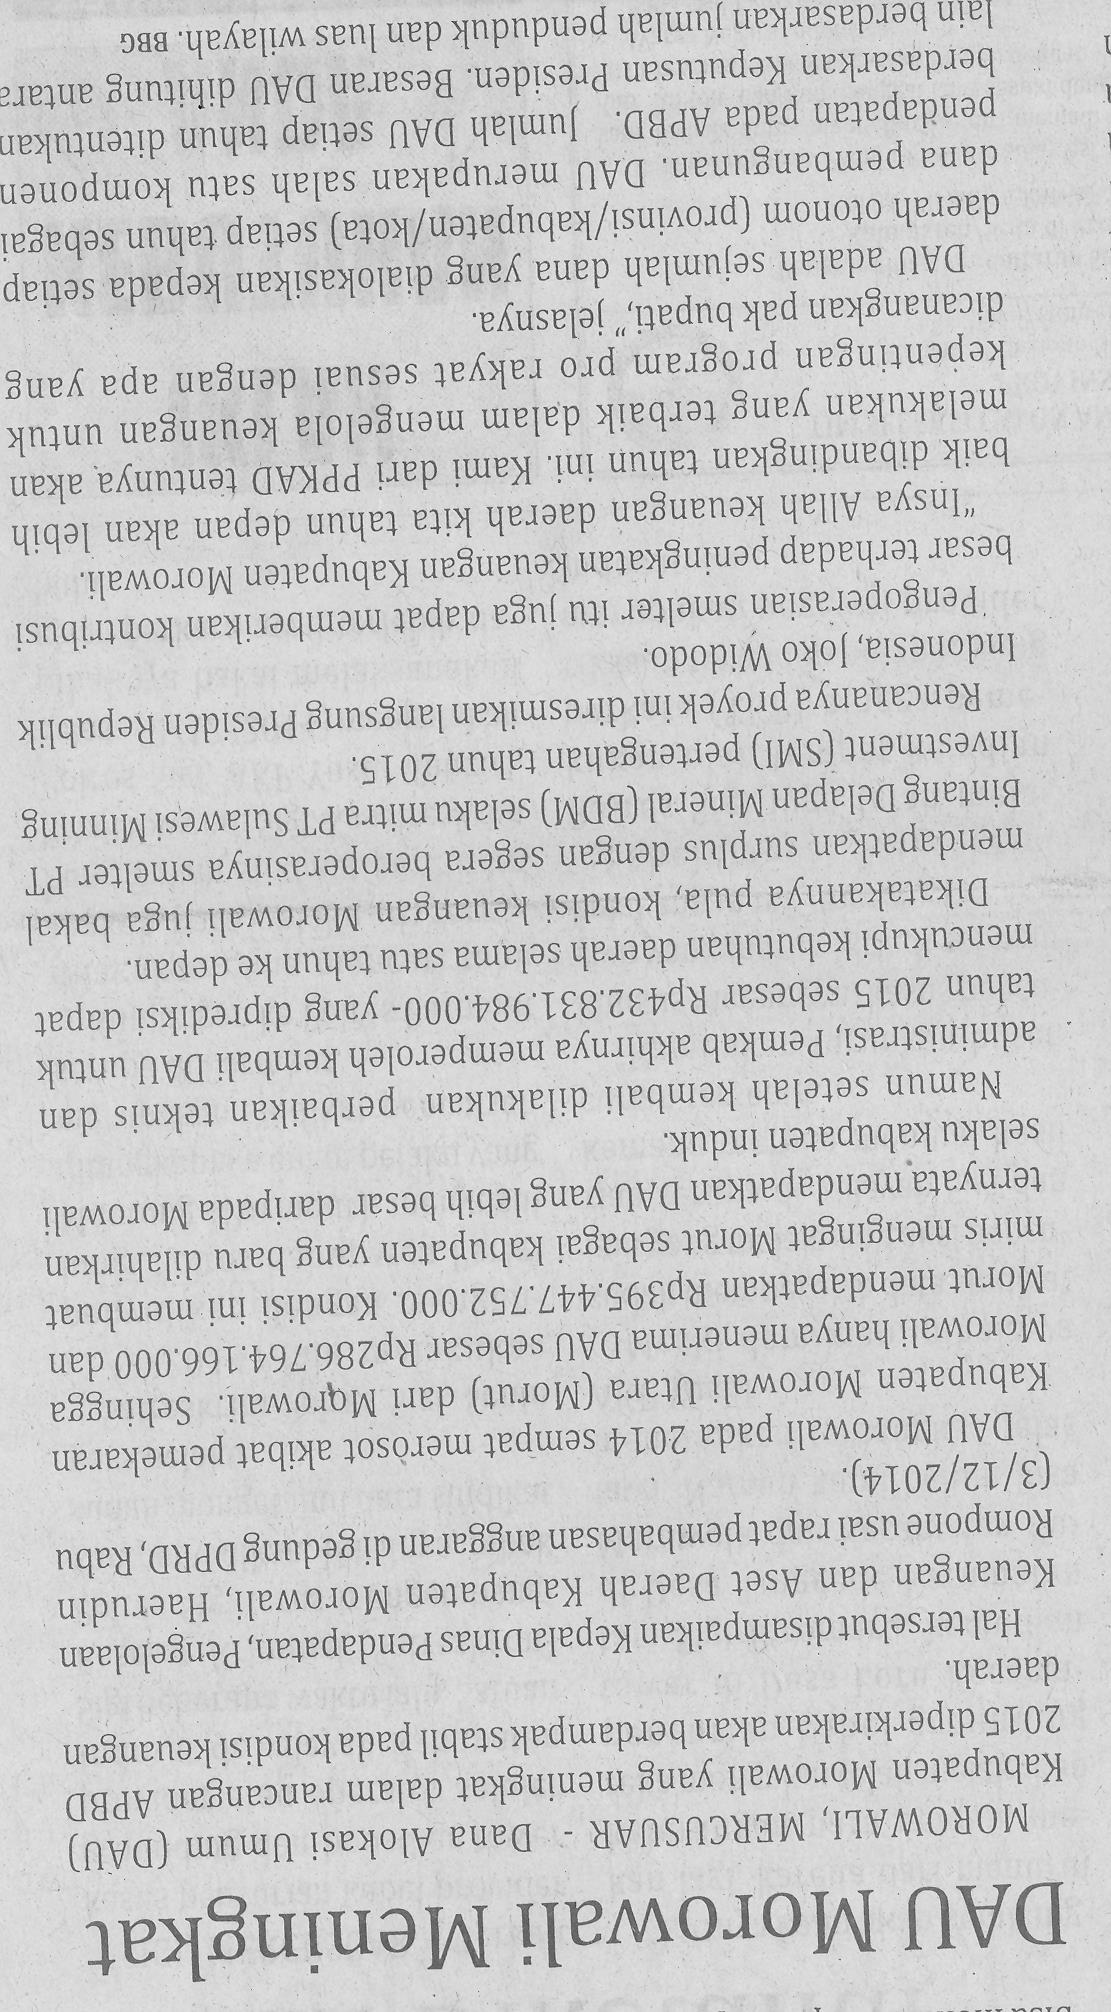 DAU Morowali Meningkat
MOROWALI, MERCUSUAR - Dana Alokasi Umum (DAU)
Kabupaten Morowali yang meningkat dalam rancangan APBD
2015 diperkirakan akan berdampak stabil pada kondisi keuangan
daerah.
Hal tersebut disampaikan Kepala Dinas Pendapatan, Pengelolaan
Keuangan dan Aset Daerah Kabupaten Morowali, Haerudin
Rompone usai rapat pembahasan anggaran di gedung DPRD, Rabu
(3/12/2014).
DAU Morowali pada 2014 sempat merosot akibat pemekaran
Kabupaten Morowali Utara (Morut) dari Morowali. Sehingga
Morowali hanya menerima DAU sebesar Rp286.764.166.000 dan
Morut mendapatkan Rp395.447.752.000. Kondisi ini membuat
miris mengingat Morut sebagai kabupaten yang baru dilahirkan
ternyata mendapatkan DAU yang lebih besar daripada Morowali
selaku kabupaten induk.
Namun setelah kembali dilakukan perbaikan teknis dan
administrasi, Pemkab akhirnya memperoleh kembali DAU untuk
tahun 2015 sebesar Rp432.831.984.000- yang diprediksi dapat
mencukupi kebutuhan daerah selama satu tahun ke depan.
Dikatakannya pula, kondisi keuangan Morowali juga bakal
mendapatkan surplus dengan segera beroperasinya smelter PT
Bintang Delapan Mineral (BDM) selaku mitra PT Sulawesi Minning
Investment (SMI) pertengahan tahun 2015.
Rencananya proyek ini diresmikan langsung Presiden Republik
Indonesia, Joko Widodo.
Pengoperasian smelter itu juga dapat memberikan kontribusi
besar terhadap peningkatan keuangan Kabupaten Morowali.
"Insya Allah keuangan daerah kita tahun depan akan lebih
baik dibandingkan tahun ini. Kami dari PPKAD tentunya akan
melakukan yang terbaik dalam mengelola keuangan untuk
kepentingan program pro rakyat sesuai dengan apa yang
dicanangkan pak bupati," jelasnya.
DAU adalah sejumlah dana yang dialokasikan kepada setiap
daerah otonom (provinsi/kabupaten/kota) setiap tahun sebagai
dana pembangunan. DAU merupakan salah satu komponen
pendapatan pada APBD. Jumlah DAU setiap tahun ditentukan
berdasarkan Keputusan Presiden. Besaran DAU dihitung antara
lain berdasarkan jumlah penduduk dan luas wilayah. BBG